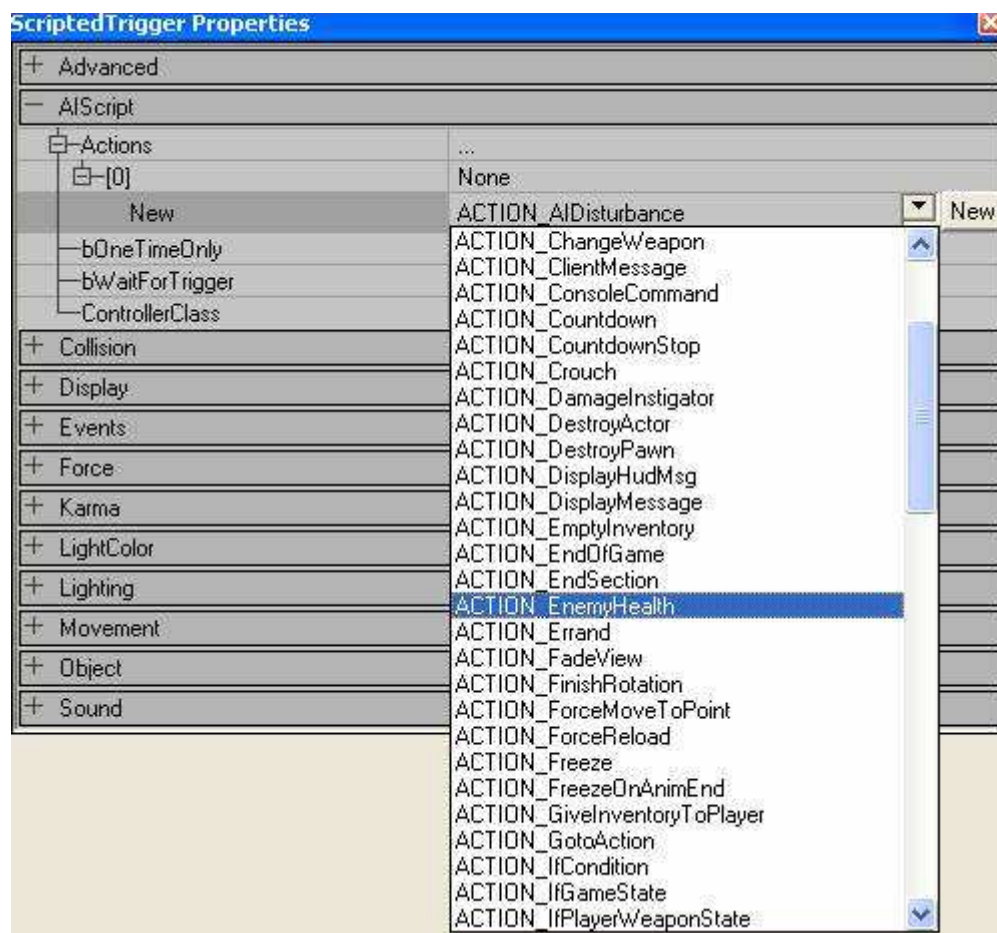 ScriptedTrigger Properties
+ Advanced
- AIScript
Actions ...
[0] None
New ACTION_AIDisturbance New
bOneTimeOnly
bWaitForTrigger
ControllerClass
+ Collision
+ Display
+ Events
+ Force
+ Karma
+ LightColor
+ Lighting
+ Movement
+ Object
+ Sound
ACTION_ChangeWeapon
ACTION_ClientMessage
ACTION_ConsoleCommand
ACTION_Countdown
ACTION_CountdownStop
ACTION_Crouch
ACTION_DamageInstigator
ACTION_DestroyActor
ACTION_DestroyPawn
ACTION_DisplayHudMsg
ACTION_DisplayMessage
ACTION_EmptyInventory
ACTION_EndOfGame
ACTION_EndSection
ACTION_EnemyHealth
ACTION_Errand
ACTION_FadeView
ACTION_FinishRotation
ACTION_ForceMoveToPoint
ACTION_ForceReload
ACTION_Freeze
ACTION_FreezeOnAnimEnd
ACTION_GiveInventoryToPlayer
ACTION_GotoAction
ACTION_IfCondition
ACTION_IfGameState
ACTION_IfPlayerWeaponState